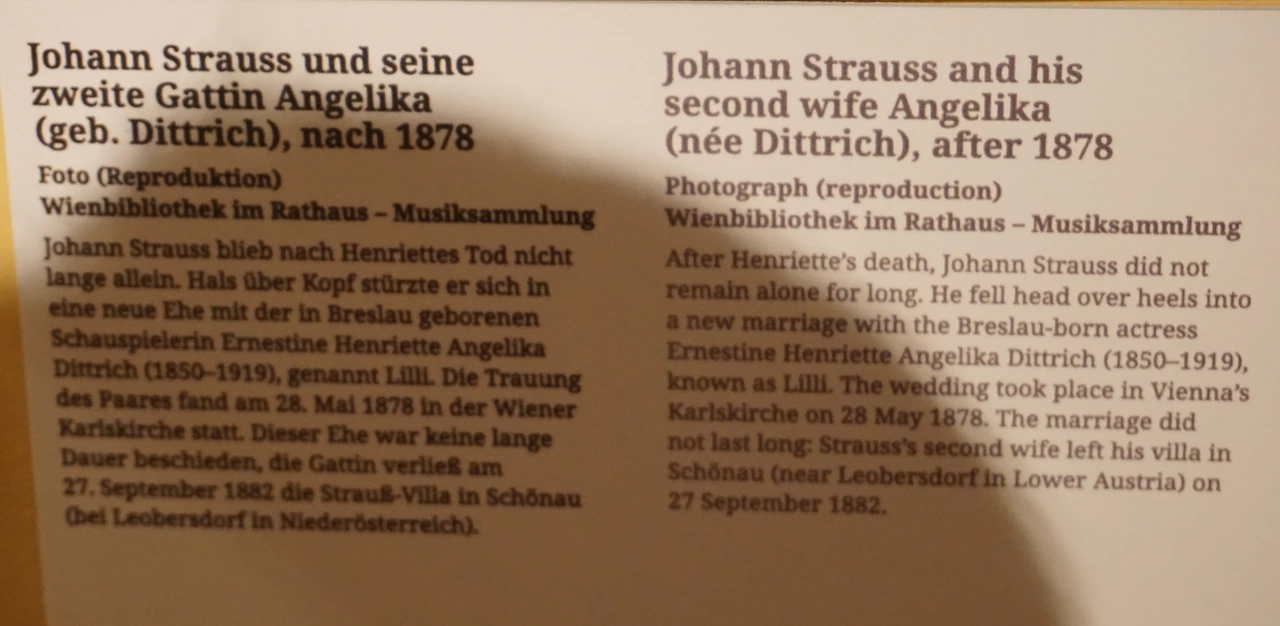 Johann Strauss und seine
zweite Gattin Angelika
(geb. Dittrich), nach 1878
Foto (Reproduktion)
Wienbibliothek im Rathaus – Musiksammlung
Johann Strauss blieb nach Henriettes Tod nicht
lange allein. Hals über Kopf stürzte er sich in
eine neue Ehe mit der in Breslau geborenen
Schauspielerin Ernestine Henriette Angelika
Dittrich (1850–1919), genannt Lilli. Die Trauung
des Paares fand am 28. Mai 1878 in der Wiener
Karlskirche statt. Dieser Ehe war keine lange
Dauer beschieden, die Gattin verließ am
27. September 1882 die Strauß-Villa in Schönau
(bei Leobersdorf in Niederösterreich).
Johann Strauss and his
second wife Angelika
(née Dittrich), after 1878
Photograph (reproduction)
Wienbibliothek im Rathaus – Musiksammlung
After Henriette's death, Johann Strauss did not
remain alone for long. He fell head over heels into
a new marriage with the Breslau-born actress
Ernestine Henriette Angelika Dittrich (1850–1919),
known as Lilli. The wedding took place in Vienna's
Karlskirche on 28 May 1878. The marriage did
not last long: Strauss's second wife left his villa in
Schönau (near Leobersdorf in Lower Austria) on
27 September 1882.